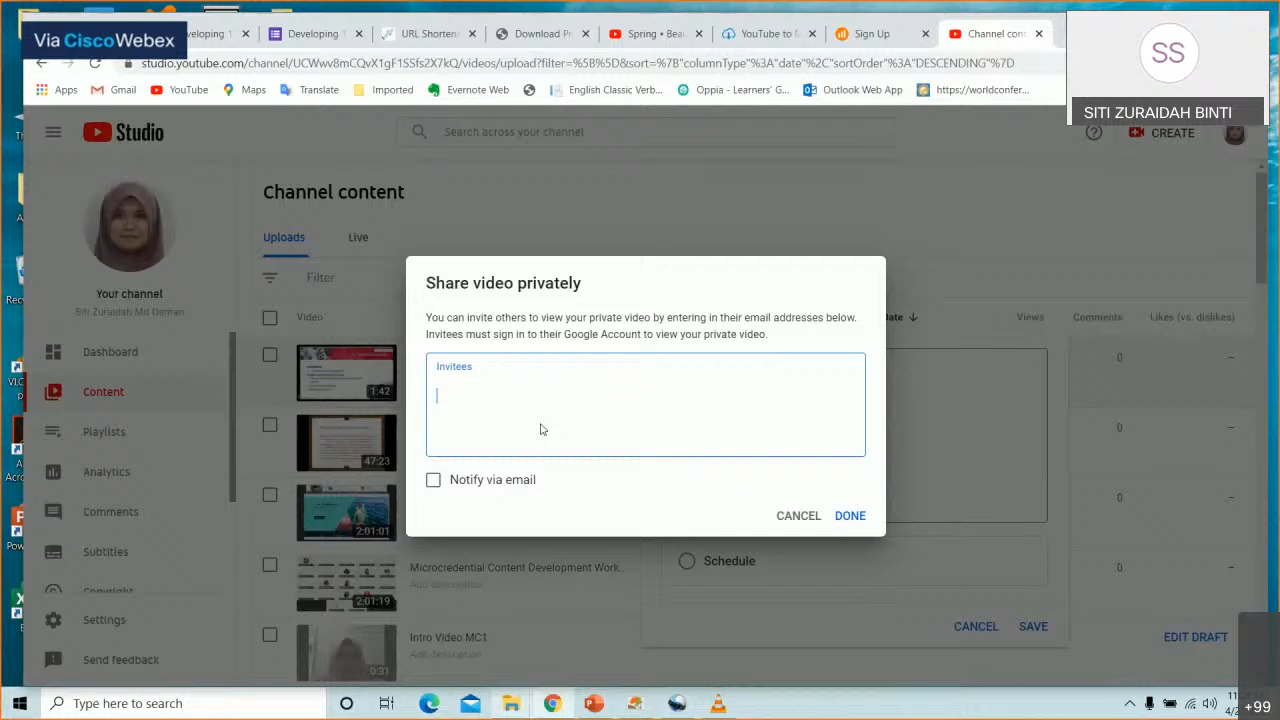 Via Cisco Webex
Developing T
URL Shorten
Download Pr
Spring • Bea
YouTube to M
Sign Up
Channel con
SS
SITI ZURAIDAH BINTI
studio.youtube.com/channel/UCWwv8mCQvX1gF1SSfs2X7kQ/videos/upload?filter=%5B%5D&sort=%7B"columnType"%3A"date"%2C"sortOrder"%3A"DESCENDING"%7D
Apps
Gmail
YouTube
Maps
Translate
Imported
Evernote Web
English Classic Verb...
Oppia - Learners' G...
Outlook Web App
https://worldconfer...
Studio
Search across your channel
CREATE
Channel content
Uploads
Live
Filter
Your channel
Siti Zuraidah Md Osman
Dashboard
Content
Playlists
Analytics
Comments
Subtitles
Copyright
Settings
Send feedback
Video
Date
Views
Comments
Likes (vs. dislikes)
1:42
0
–
47:23
0
–
2:01:01
0
–
Microcredential Content Development Work...
Add description
2:01:19
0
–
Intro Video MC1
Add description
0:31
EDIT DRAFT
Share video privately
You can invite others to view your private video by entering in their email addresses below.
Invitees must sign in to their Google Account to view your private video.
Invitees
Notify via email
CANCEL
DONE
Schedule
CANCEL
SAVE
Type here to search
+99